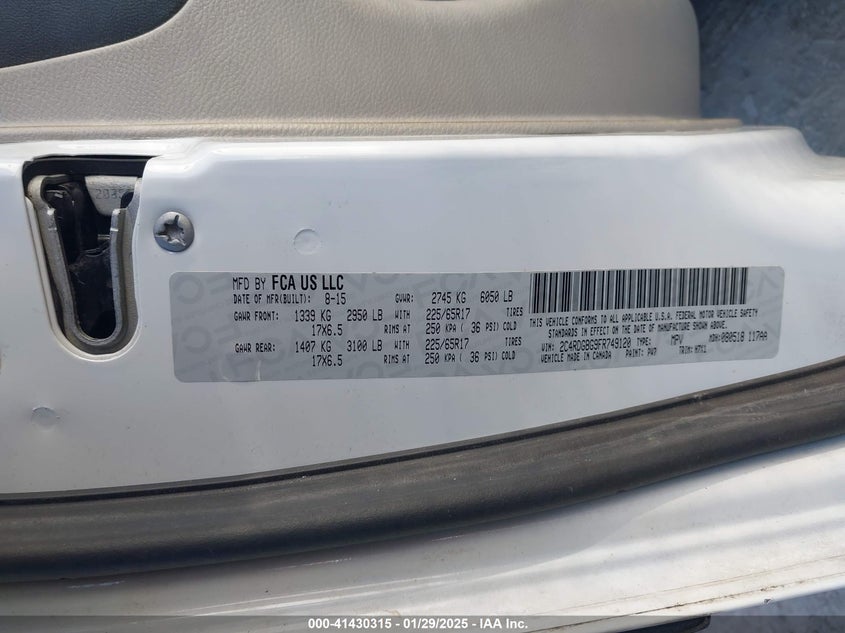 MFD BY FCA US LLC
DATE OF MFR(BUILT): 8-15 GVWR: 2745 KG 6050 LB
GAWR FRONT: 1339 KG 2950 LB WITH 225/65R17 TIRES
17X6.5 RIMS AT 250 KPA ( 36 PSI) COLD
GAWR REAR: 1407 KG 3100 LB WITH 225/65R17 TIRES
17X6.5 RIMS AT 250 KPA ( 36 PSI) COLD
THIS VEHICLE CONFORMS TO ALL APPLICABLE U.S.A. FEDERAL MOTOR VEHICLE SAFETY
STANDARDS IN EFFECT ON THE DATE OF MANUFACTURE SHOWN ABOVE.
VIN: 2C4RDGBG9FR749120 TYPE: MPV MDH: 080518 117AA
VEHICLE MADE IN CANADA PAINT: PW7 TRIM: H7X1
000-41430315 - 01/29/2025 - IAA Inc.